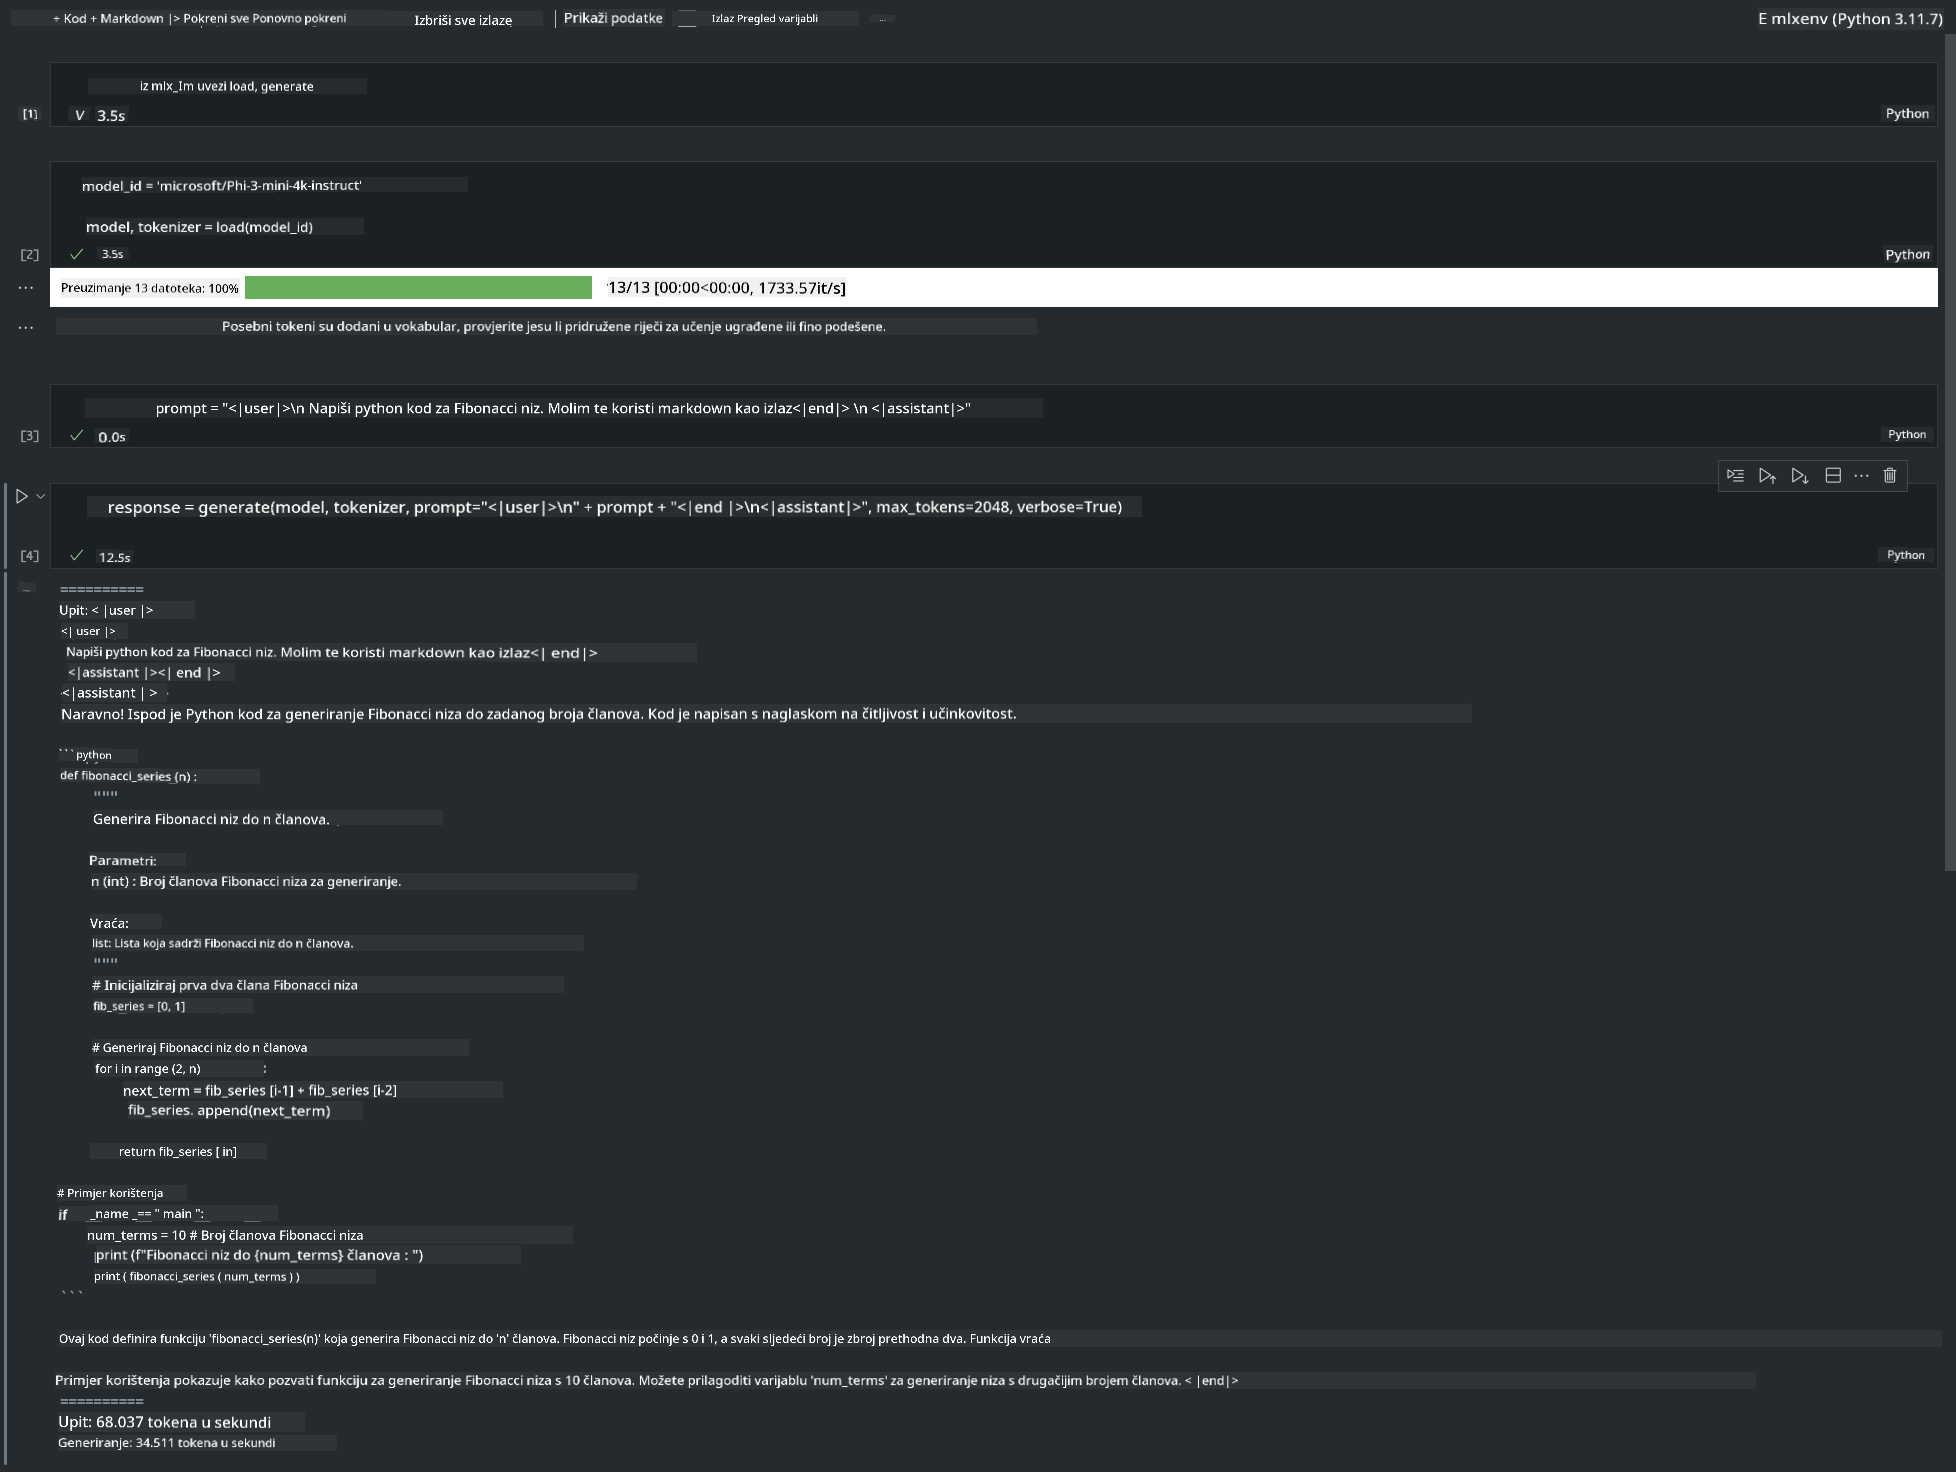 + Kod + Markdown |> Pokreni sve Ponovno pokreni Izbriši sve izlaze Prikaži podatke Izlaz Pregled varijabli ... E mlxenv (Python 3.11.7)
iz mlx_Im uvezi load, generate
[1] V 3.5s Python
model_id = 'microsoft/Phi-3-mini-4k-instruct'
model, tokenizer = load(model_id)
[2] ✓ 3.5s Python
... Preuzimanje 13 datoteka: 100% 13/13 [00:00<00:00, 1733.57it/s]
... Posebni tokeni su dodani u vokabular, provjerite jesu li pridružene riječi za učenje ugrađene ili fino podešene.
prompt = "<|user|>\n Napiši python kod za Fibonacci niz. Molim te koristi markdown kao izlaz<|end|> \n <|assistant|>"
[3] ✓ 0.0s Python
response = generate(model, tokenizer, prompt="<|user|>\n" + prompt + "<|end |>\n<|assistant|>", max_tokens=2048, verbose=True)
[4] ✓ 12.5s Python
... ==========
Upit: < |user |>
<| user |>
Napiši python kod za Fibonacci niz. Molim te koristi markdown kao izlaz<| end|>
<|assistant |><| end |>
<|assistant | >
Naravno! Ispod je Python kod za generiranje Fibonacci niza do zadanog broja članova. Kod je napisan s naglaskom na čitljivost i učinkovitost.
```python
def fibonacci_series (n) :
"""
Generira Fibonacci niz do n članova.
Parametri:
n (int) : Broj članova Fibonacci niza za generiranje.
Vraća:
list: Lista koja sadrži Fibonacci niz do n članova.
"""
# Inicijaliziraj prva dva člana Fibonacci niza
fib_series = [0, 1]
# Generiraj Fibonacci niz do n članova
for i in range (2, n) :
next_term = fib_series [i-1] + fib_series [i-2]
fib_series. append(next_term)
return fib_series [ in]
# Primjer korištenja
if _name _== " main ":
num_terms = 10 # Broj članova Fibonacci niza
print (f"Fibonacci niz do {num_terms} članova : ")
print ( fibonacci_series ( num_terms ) )
```
Ovaj kod definira funkciju 'fibonacci_series(n)' koja generira Fibonacci niz do 'n' članova. Fibonacci niz počinje s 0 i 1, a svaki sljedeći broj je zbroj prethodna dva. Funkcija vraća
Primjer korištenja pokazuje kako pozvati funkciju za generiranje Fibonacci niza s 10 članova. Možete prilagoditi varijablu 'num_terms' za generiranje niza s drugačijim brojem članova. < |end|>
==========
Upit: 68.037 tokena u sekundi
Generiranje: 34.511 tokena u sekundi